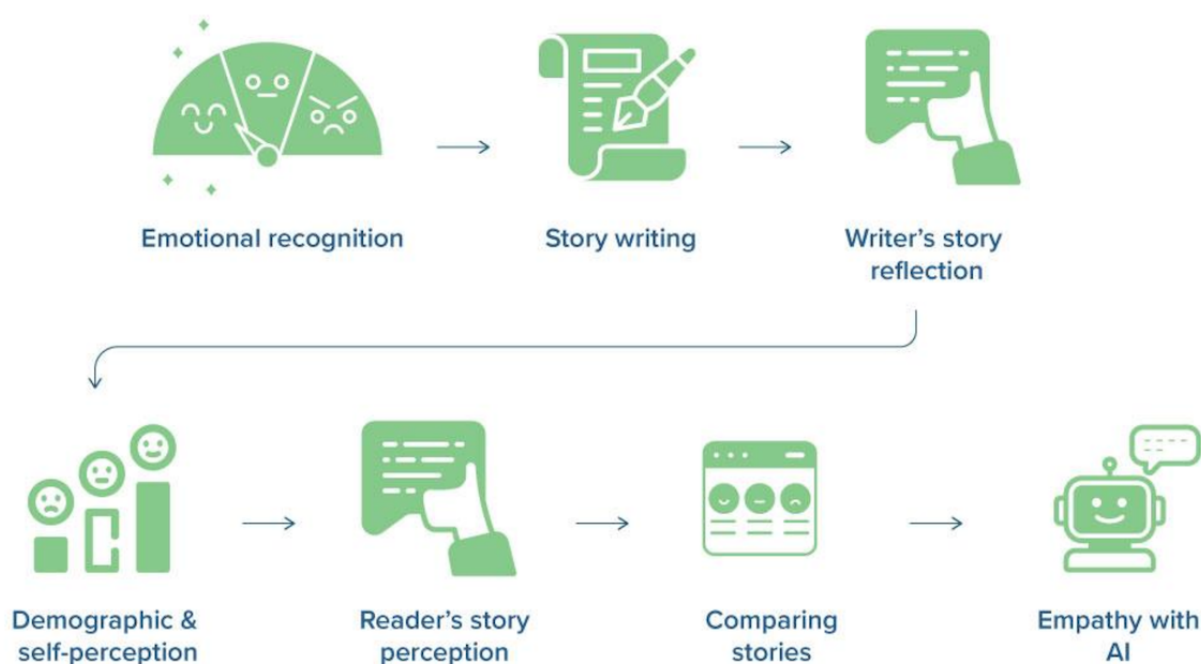 Emotional recognition
Story writing
Writer’s story
reflection
Demographic &
self-perception
Reader’s story
perception
Comparing
stories
Empathy with
AI